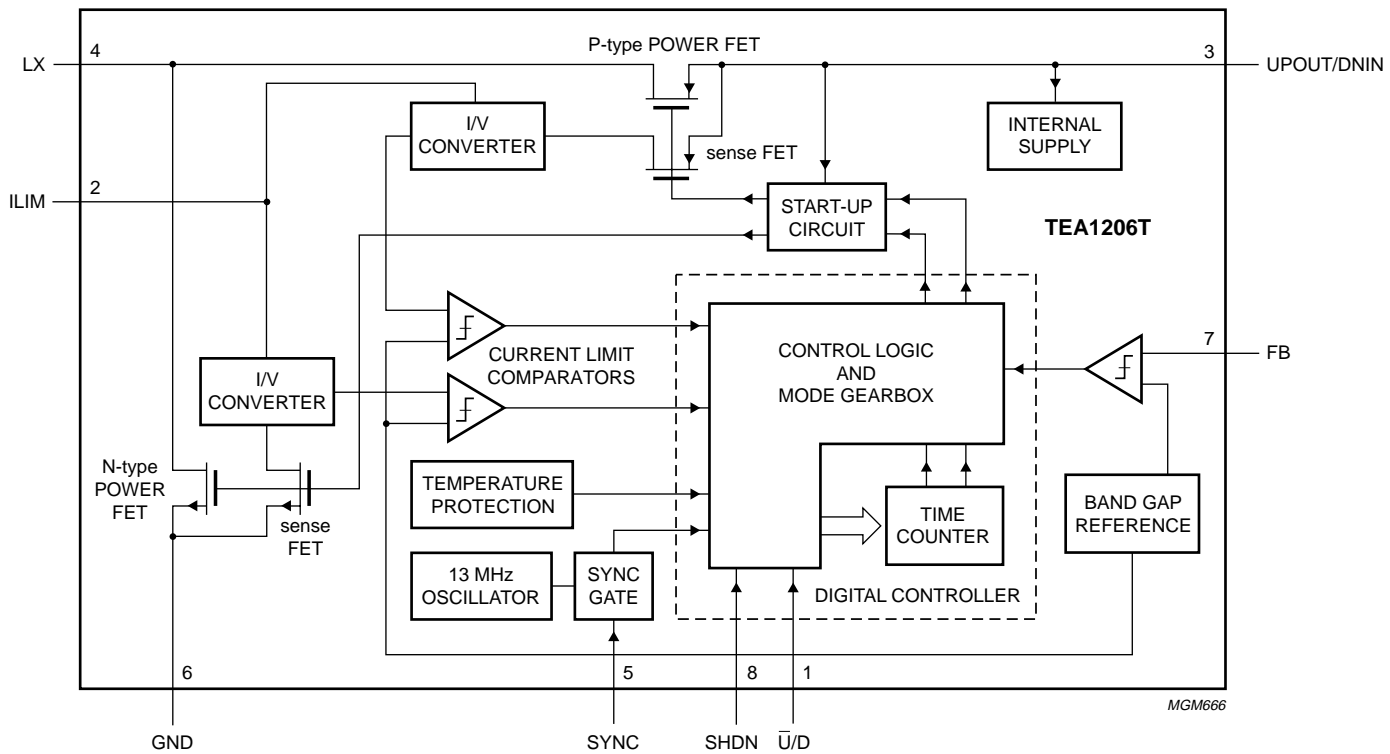 P-type POWER FET
4
3
LX
UPOUT/DNIN
I/V
CONVERTER
INTERNAL
SUPPLY
sense FET
2
ILIM
START-UP
CIRCUIT
TEA1206T
CONTROL LOGIC
AND
MODE GEARBOX
7
FB
CURRENT LIMIT
COMPARATORS
I/V
CONVERTER
N-type
POWER
FET
sense
FET
TEMPERATURE
PROTECTION
TIME
COUNTER
BAND GAP
REFERENCE
13 MHz
OSCILLATOR
SYNC
GATE
DIGITAL CONTROLLER
6
5
8
1
MGM666
GND
SYNC
SHDN
U̅/D